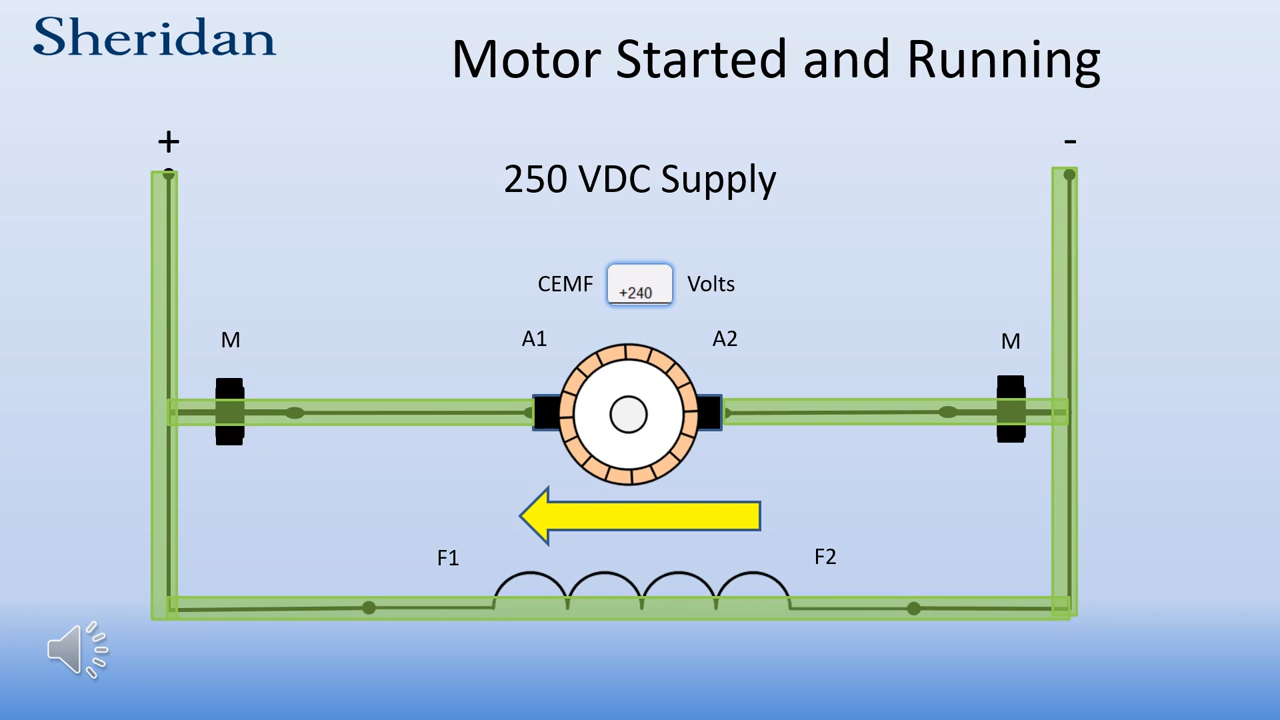 Sheridan
Motor Started and Running
+
-
250 VDC Supply
CEMF +240 Volts
M
A1
A2
M
F1
F2